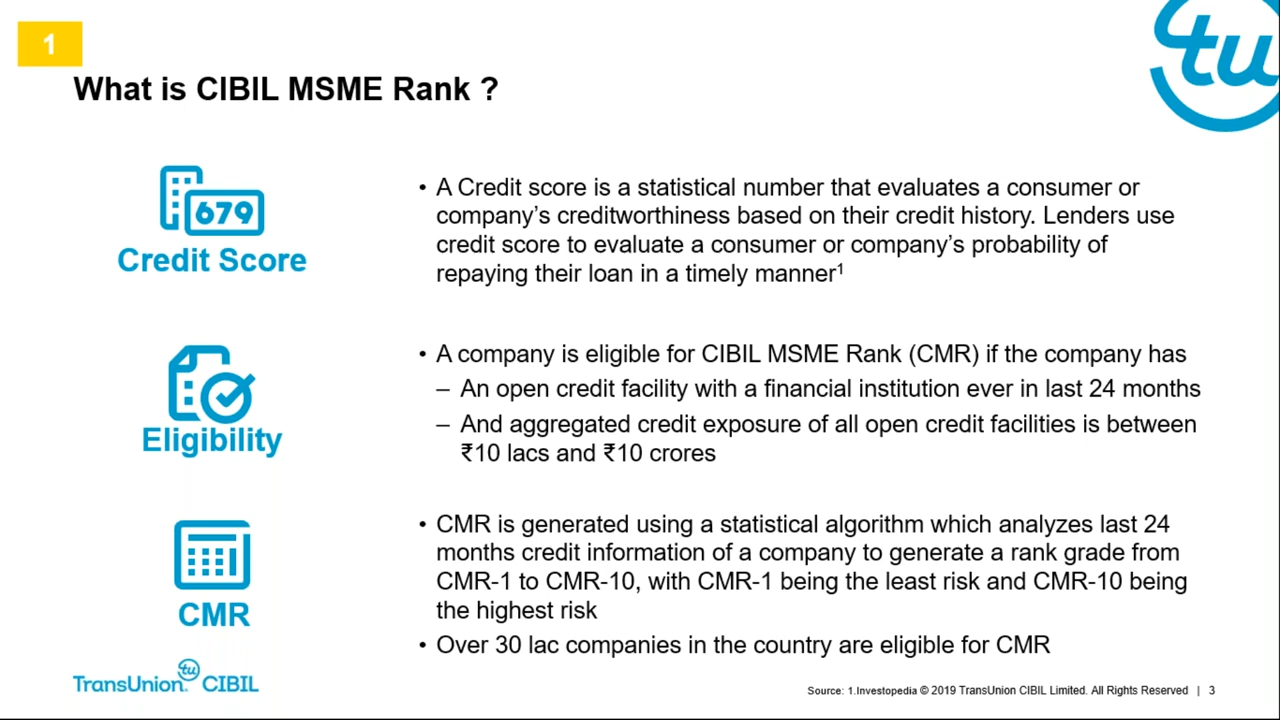 1
tu
What is CIBIL MSME Rank ?
679
Credit Score
• A Credit score is a statistical number that evaluates a consumer or
company’s creditworthiness based on their credit history. Lenders use
credit score to evaluate a consumer or company’s probability of
repaying their loan in a timely manner1
Eligibility
• A company is eligible for CIBIL MSME Rank (CMR) if the company has
– An open credit facility with a financial institution ever in last 24 months
– And aggregated credit exposure of all open credit facilities is between
₹10 lacs and ₹10 crores
CMR
• CMR is generated using a statistical algorithm which analyzes last 24
months credit information of a company to generate a rank grade from
CMR-1 to CMR-10, with CMR-1 being the least risk and CMR-10 being
the highest risk
• Over 30 lac companies in the country are eligible for CMR
TransUnion® tu CIBIL
Source: 1.Investopedia © 2019 TransUnion CIBIL Limited. All Rights Reserved | 3